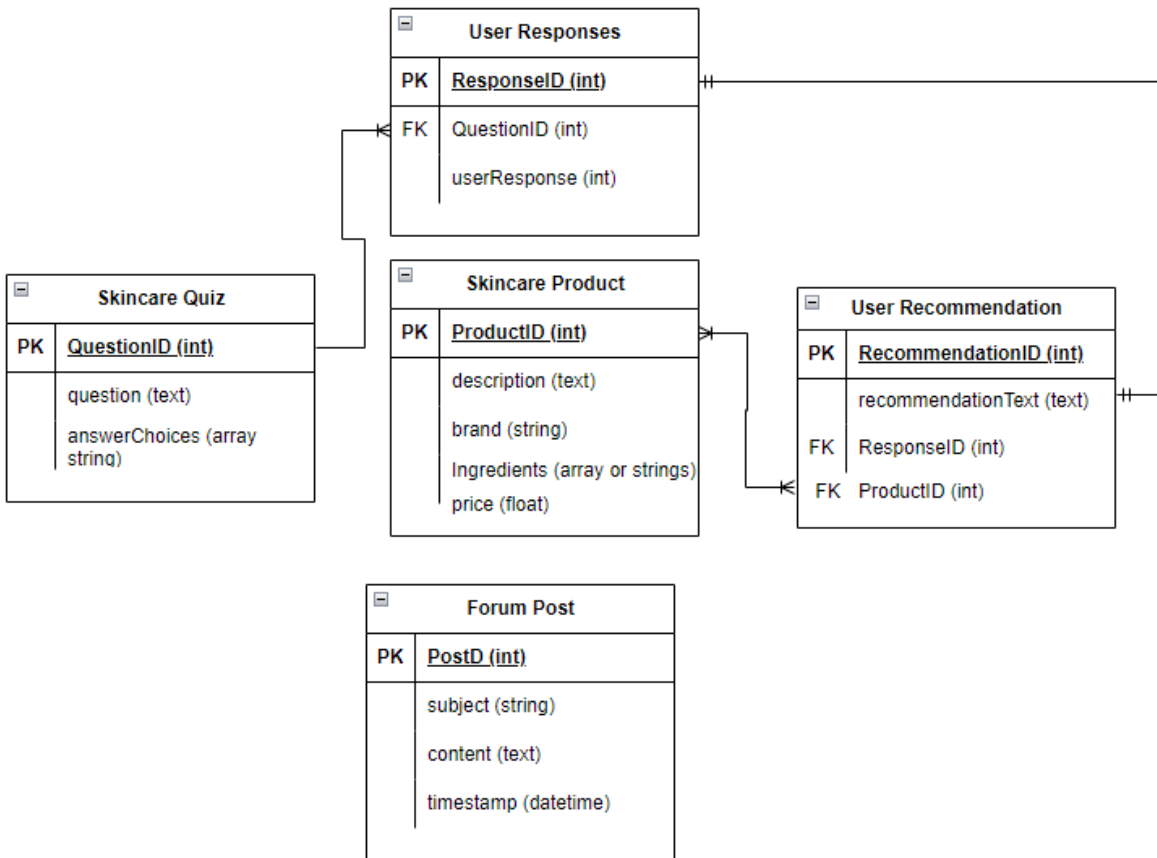 User Responses
PK ResponseID (int)
FK QuestionID (int)
userResponse (int)
Skincare Quiz
PK QuestionID (int)
question (text)
answerChoices (array
string)
Skincare Product
PK ProductID (int)
description (text)
brand (string)
Ingredients (array or strings)
price (float)
User Recommendation
PK RecommendationID (int)
recommendationText (text)
FK ResponseID (int)
FK ProductID (int)
Forum Post
PK PostD (int)
subject (string)
content (text)
timestamp (datetime)